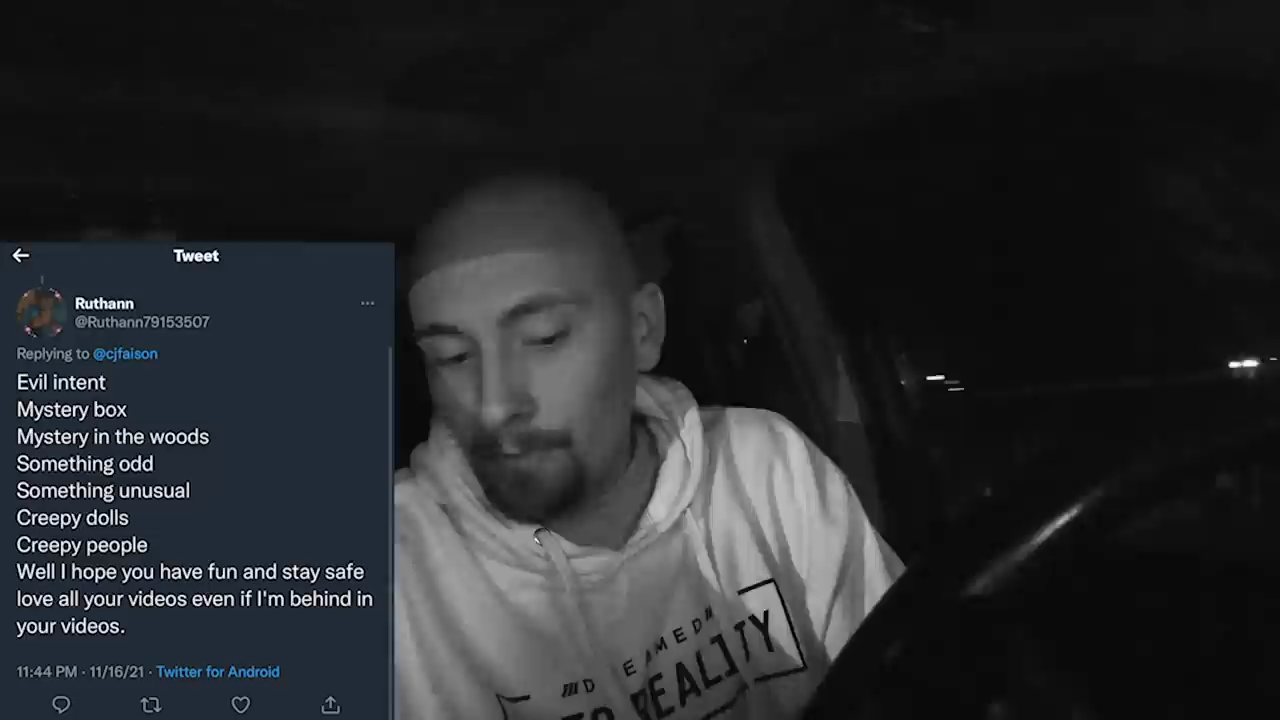 Tweet
Ruthann
@Ruthann79153507
Replying to @cjfaison
Evil intent
Mystery box
Mystery in the woods
Something odd
Something unusual
Creepy dolls
Creepy people
Well I hope you have fun and stay safe
love all your videos even if I'm behind in
your videos.
11:44 PM · 11/16/21 · Twitter for Android
REALITY